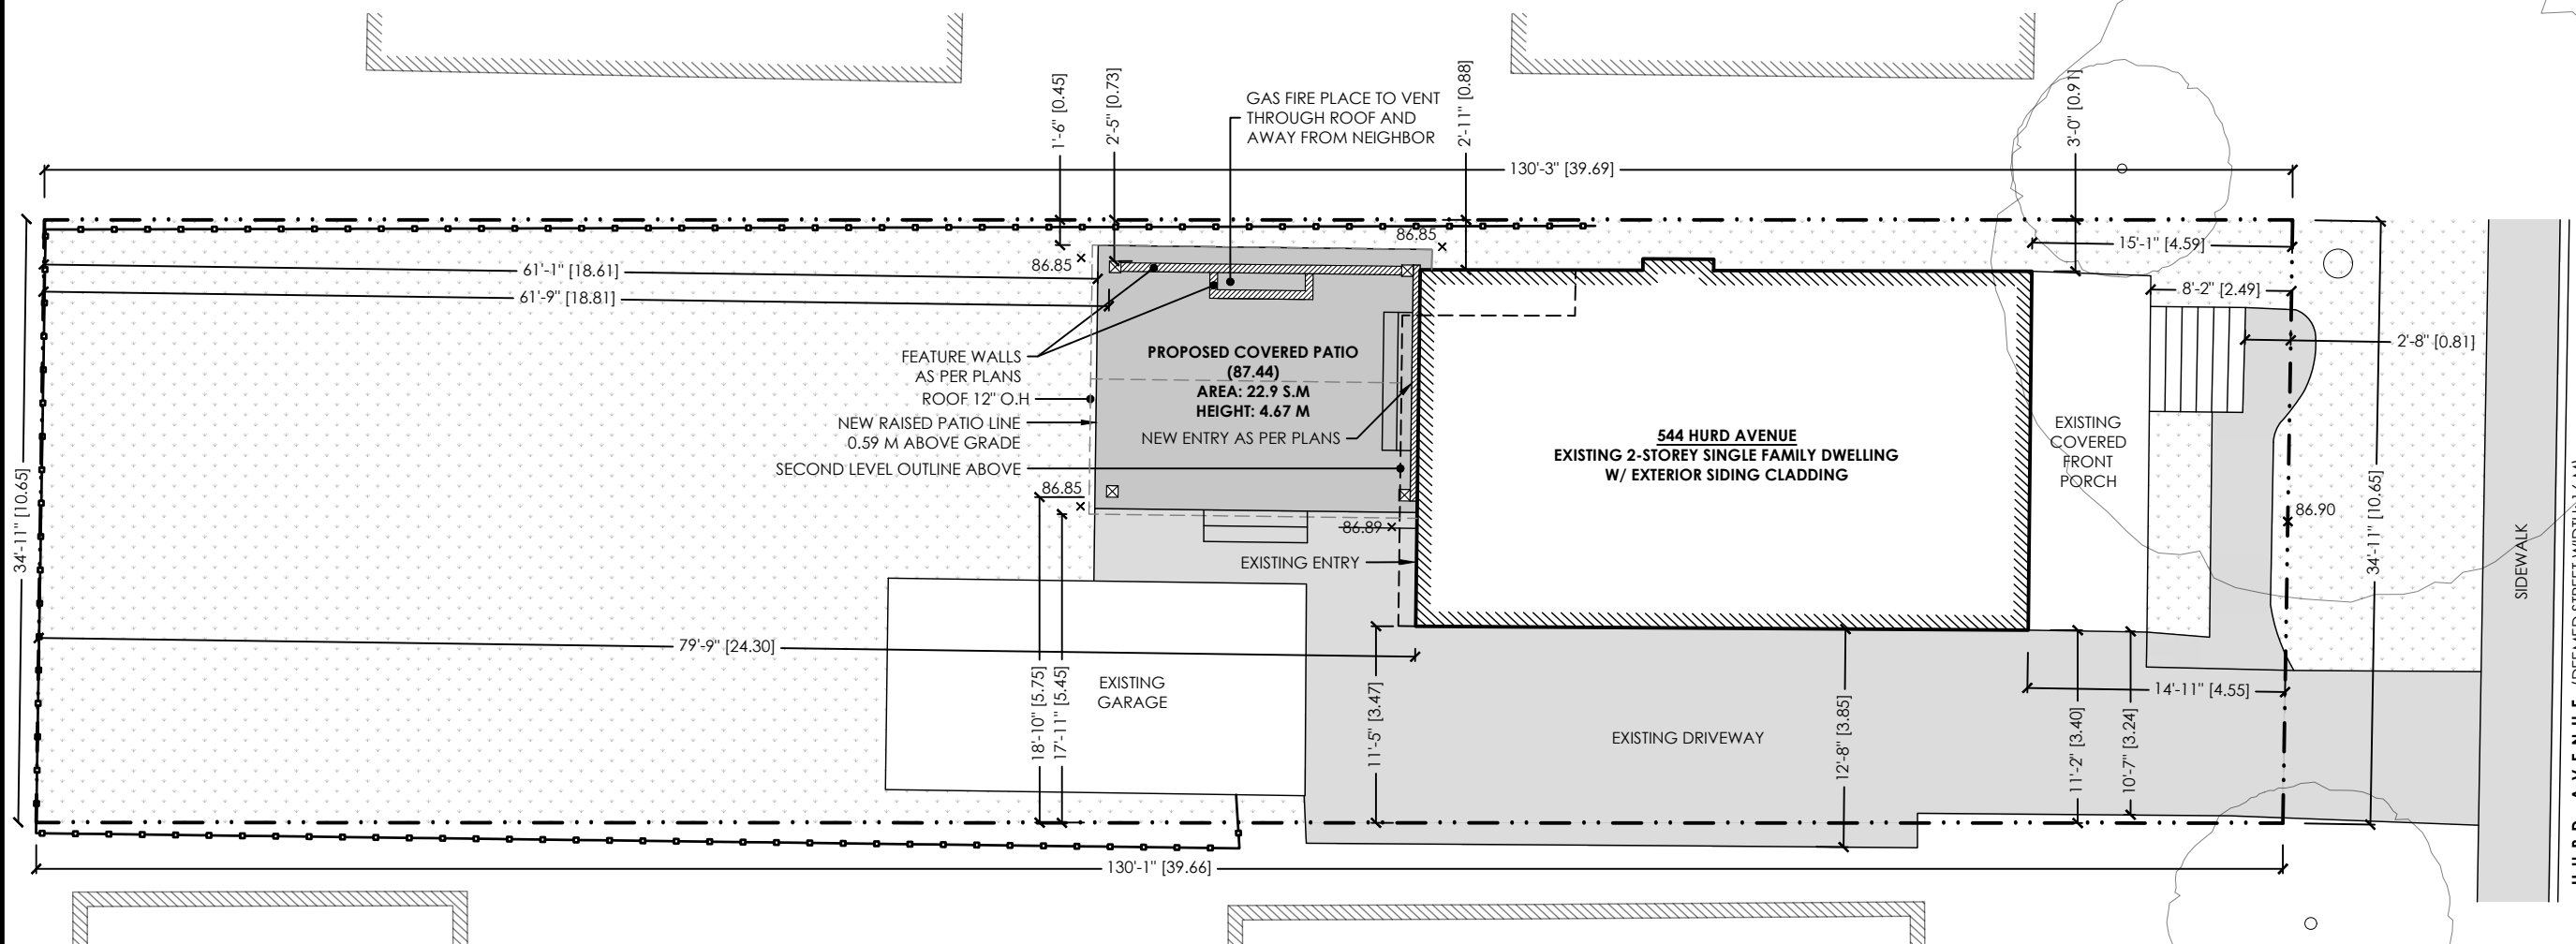 1'-6" [0.45]
2'-5" [0.73]
GAS FIRE PLACE TO VENT
THROUGH ROOF AND
AWAY FROM NEIGHBOR
2'-11" [0.88]
3'-0" [0.91]
130'-3" [39.69]
86.85
15'-1" [4.59]
86.85
61'-1" [18.61]
61'-9" [18.81]
8'-2" [2.49]
2'-8" [0.81]
FEATURE WALLS
AS PER PLANS
ROOF 12" O.H
NEW RAISED PATIO LINE
0.59 M ABOVE GRADE
SECOND LEVEL OUTLINE ABOVE
PROPOSED COVERED PATIO
(87.44)
AREA: 22.9 S.M
HEIGHT: 4.67 M
NEW ENTRY AS PER PLANS
544 HURD AVENUE
EXISTING 2-STOREY SINGLE FAMILY DWELLING
W/ EXTERIOR SIDING CLADDING
EXISTING
COVERED
FRONT
PORCH
86.85
86.89
86.90
EXISTING ENTRY
34'-11" [10.65]
34'-11" [10.65]
SIDEWALK
79'-9" [24.30]
EXISTING
GARAGE
18'-10" [5.75]
17'-11" [5.45]
11'-5" [3.47]
EXISTING DRIVEWAY
12'-8" [3.85]
11'-2" [3.40]
10'-7" [3.24]
14'-11" [4.55]
130'-1" [39.66]